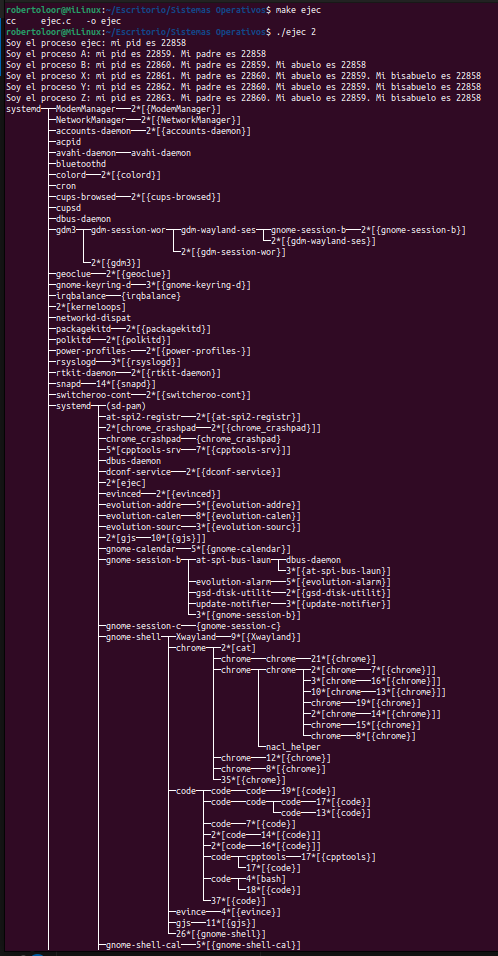 robertoloor@MiLinux:~/Escritorio/Sistemas Operativos$ make ejec
cc     ejec.c   -o ejec
robertoloor@MiLinux:~/Escritorio/Sistemas Operativos$ ./ejec 2
Soy el proceso ejec: mi pid es 22858
Soy el proceso A: mi pid es 22859. Mi padre es 22858
Soy el proceso B: mi pid es 22860. Mi padre es 22859. Mi abuelo es 22858
Soy el proceso X: mi pid es 22861. Mi padre es 22860. Mi abuelo es 22859. Mi bisabuelo es 22858
Soy el proceso Y: mi pid es 22862. Mi padre es 22860. Mi abuelo es 22859. Mi bisabuelo es 22858
Soy el proceso Z: mi pid es 22863. Mi padre es 22860. Mi abuelo es 22859. Mi bisabuelo es 22858
systemd─┬─ModemManager───2*[{ModemManager}]
├─NetworkManager───2*[{NetworkManager}]
├─accounts-daemon───2*[{accounts-daemon}]
├─acpid
├─avahi-daemon───avahi-daemon
├─bluetoothd
├─colord───2*[{colord}]
├─cron
├─cups-browsed───2*[{cups-browsed}]
├─cupsd
├─dbus-daemon
├─gdm3─┬─gdm-session-wor─┬─gdm-wayland-ses─┬─gnome-session-b───2*[{gnome-session-b}]
│ │ │ └─2*[{gdm-wayland-ses}]
│ │ └─2*[{gdm-session-wor}]
│ └─2*[{gdm3}]
├─geoclue───2*[{geoclue}]
├─gnome-keyring-d───3*[{gnome-keyring-d}]
├─irqbalance───{irqbalance}
├─2*[kerneloops]
├─networkd-dispat
├─packagekitd───2*[{packagekitd}]
├─polkitd───2*[{polkitd}]
├─power-profiles-───2*[{power-profiles-}]
├─rsyslogd───3*[{rsyslogd}]
├─rtkit-daemon───2*[{rtkit-daemon}]
├─snapd───14*[{snapd}]
├─switcheroo-cont───2*[{switcheroo-cont}]
├─systemd─┬─(sd-pam)
│ ├─at-spi2-registr───2*[{at-spi2-registr}]
│ ├─2*[chrome_crashpad───2*[{chrome_crashpad}]]
│ ├─chrome_crashpad───{chrome_crashpad}
│ ├─5*[cpptools-srv───7*[{cpptools-srv}]]
│ ├─dbus-daemon
│ ├─dconf-service───2*[{dconf-service}]
│ ├─2*[ejec]
│ ├─evinced───2*[{evinced}]
│ ├─evolution-addre───5*[{evolution-addre}]
│ ├─evolution-calen───8*[{evolution-calen}]
│ ├─evolution-sourc───3*[{evolution-sourc}]
│ ├─2*[gjs───10*[{gjs}]]
│ ├─gnome-calendar───5*[{gnome-calendar}]
│ ├─gnome-session-b─┬─at-spi-bus-laun─┬─dbus-daemon
│ │ │ └─3*[{at-spi-bus-laun}]
│ │ ├─evolution-alarm───5*[{evolution-alarm}]
│ │ ├─gsd-disk-utilit───2*[{gsd-disk-utilit}]
│ │ ├─update-notifier───3*[{update-notifier}]
│ │ └─3*[{gnome-session-b}]
│ ├─gnome-session-c───{gnome-session-c}
│ ├─gnome-shell─┬─Xwayland───9*[{Xwayland}]
│ │ ├─chrome─┬─2*[cat]
│ │ │ ├─chrome───chrome───21*[{chrome}]
│ │ │ ├─chrome─┬─chrome─┬─2*[chrome───7*[{chrome}]]
│ │ │ │ │ ├─3*[chrome───16*[{chrome}]]
│ │ │ │ │ ├─10*[chrome───13*[{chrome}]]
│ │ │ │ │ ├─chrome───19*[{chrome}]
│ │ │ │ │ ├─2*[chrome───14*[{chrome}]]
│ │ │ │ │ ├─chrome───15*[{chrome}]
│ │ │ │ │ └─chrome───8*[{chrome}]
│ │ │ │ └─nacl_helper
│ │ │ ├─chrome───12*[{chrome}]
│ │ │ ├─chrome───8*[{chrome}]
│ │ │ └─35*[{chrome}]
│ │ ├─code─┬─code───code───19*[{code}]
│ │ │ ├─code───code─┬─code───17*[{code}]
│ │ │ │ └─code───13*[{code}]
│ │ │ ├─code───7*[{code}]
│ │ │ ├─2*[code───14*[{code}]]
│ │ │ ├─2*[code───16*[{code}]]
│ │ │ ├─code─┬─cpptools───17*[{cpptools}]
│ │ │ │ └─17*[{code}]
│ │ │ ├─code─┬─4*[bash]
│ │ │ │ └─18*[{code}]
│ │ │ └─37*[{code}]
│ │ ├─evince───4*[{evince}]
│ │ ├─gjs───11*[{gjs}]
│ │ └─26*[{gnome-shell}]
│ ├─gnome-shell-cal───5*[{gnome-shell-cal}]